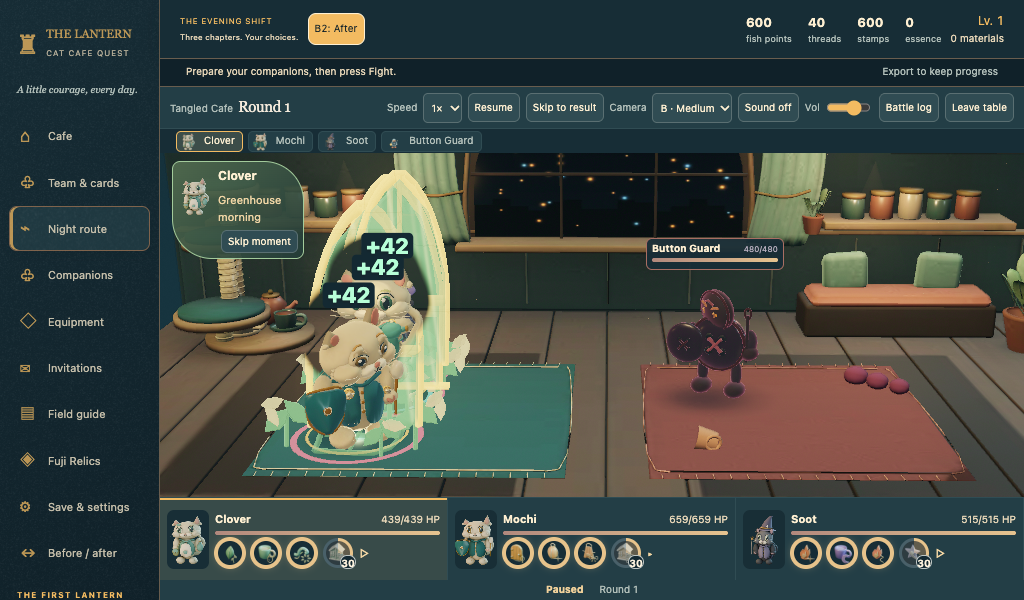 THE LANTERN
CAT CAFE QUEST
A little courage, every day.
Cafe
Team & cards
Night route
Companions
Equipment
Invitations
Field guide
Fuji Relics
Save & settings
Before / after
THE FIRST LANTERN
THE EVENING SHIFT
Three chapters. Your choices.
B2: After
600
fish points
40
threads
600
stamps
0
essence
Lv. 1
0 materials
Prepare your companions, then press Fight.
Export to keep progress
Tangled Cafe Round 1
Speed
1x
Resume
Skip to result
Camera
B · Medium
Sound off
Vol
Battle log
Leave table
Clover
Mochi
Soot
Button Guard
Clover
Greenhouse
morning
Skip moment
+42
+42
+42
Button Guard 480/480
Clover 439/439 HP
30
Mochi 659/659 HP
30
Soot 515/515 HP
30
Paused Round 1